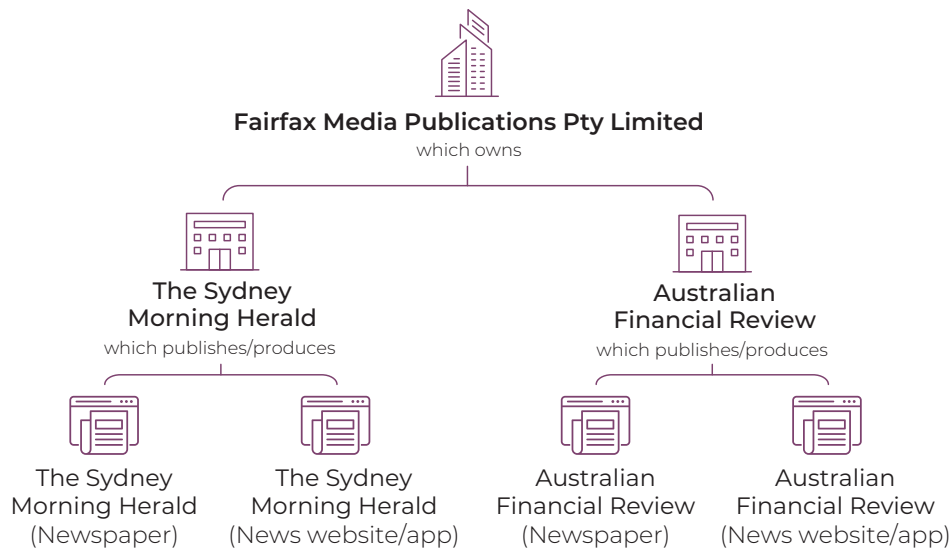 Fairfax Media Publications Pty Limited
which owns
The Sydney
Morning Herald
which publishes/produces
Australian
Financial Review
which publishes/produces
The Sydney
Morning Herald
(Newspaper)
The Sydney
Morning Herald
(News website/app)
Australian
Financial Review
(Newspaper)
Australian
Financial Review
(News website/app)